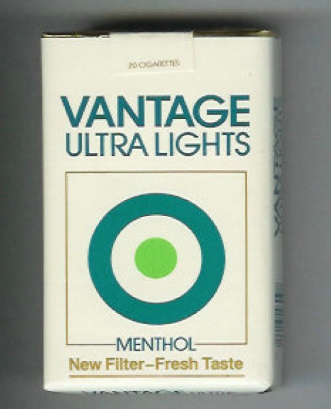 20 CIGARETTES
VANTAGE
ULTRA LIGHTS
MENTHOL
New Filter–Fresh Taste